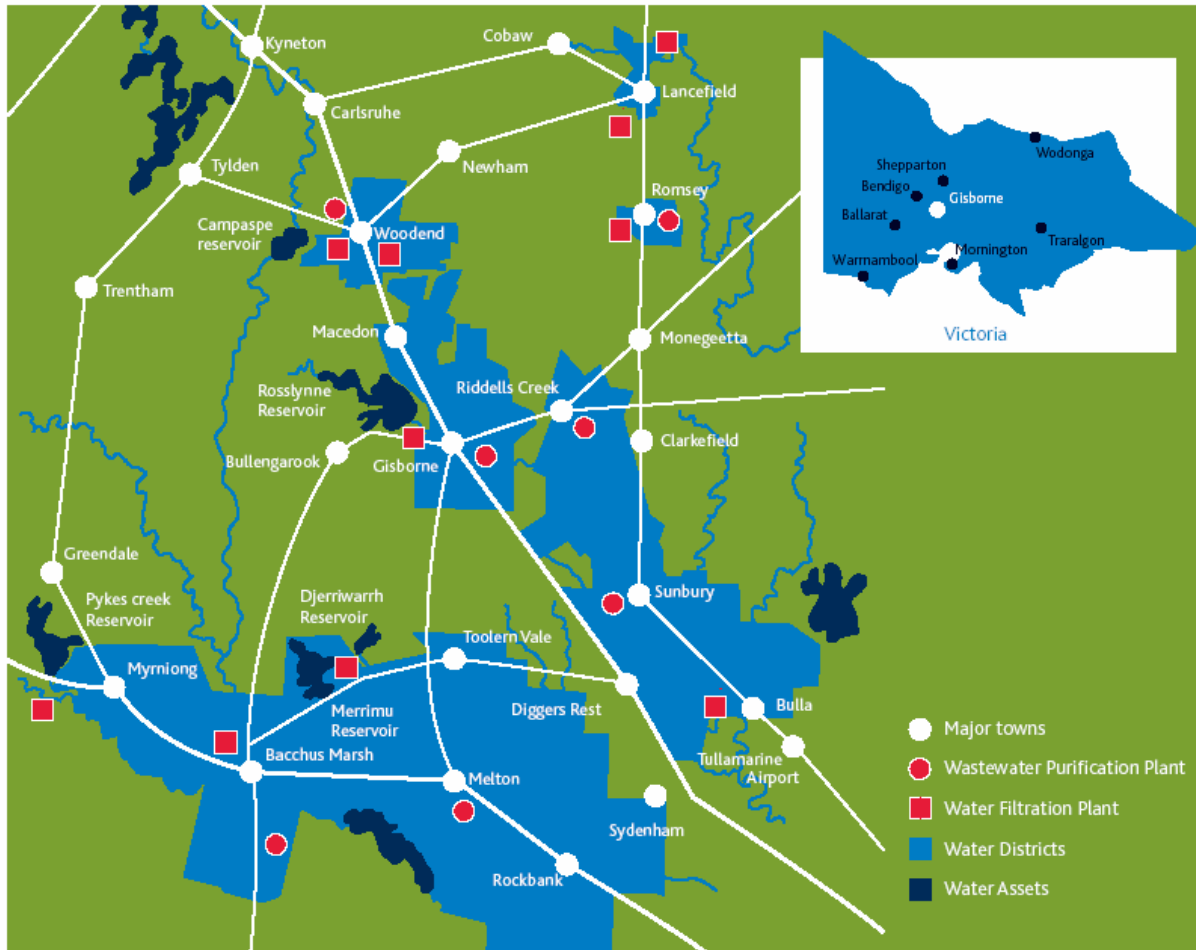 Kyneton
Cobaw
Lancefield
Carlsruhe
Newham
Tylden
Romsey
Campaspe
reservoir
Woodend
Trentham
Macedon
Monegeetta
Rosslynne
Reservoir
Riddells Creek
Bullengarook
Gisborne
Clarkefield
Greendale
Pykes creek
Reservoir
Djerriwarrh
Reservoir
Sunbury
Toolern Vale
Myrniong
Merrimu
Reservoir
Diggers Rest
Bulla
Bacchus Marsh
Melton
Tullamarine
Airport
Sydenham
Rockbank
Wodonga
Shepparton
Bendigo
Gisborne
Ballarat
Traralgon
Mornington
Warrnambool
Victoria
Major towns
Wastewater Purification Plant
Water Filtration Plant
Water Districts
Water Assets